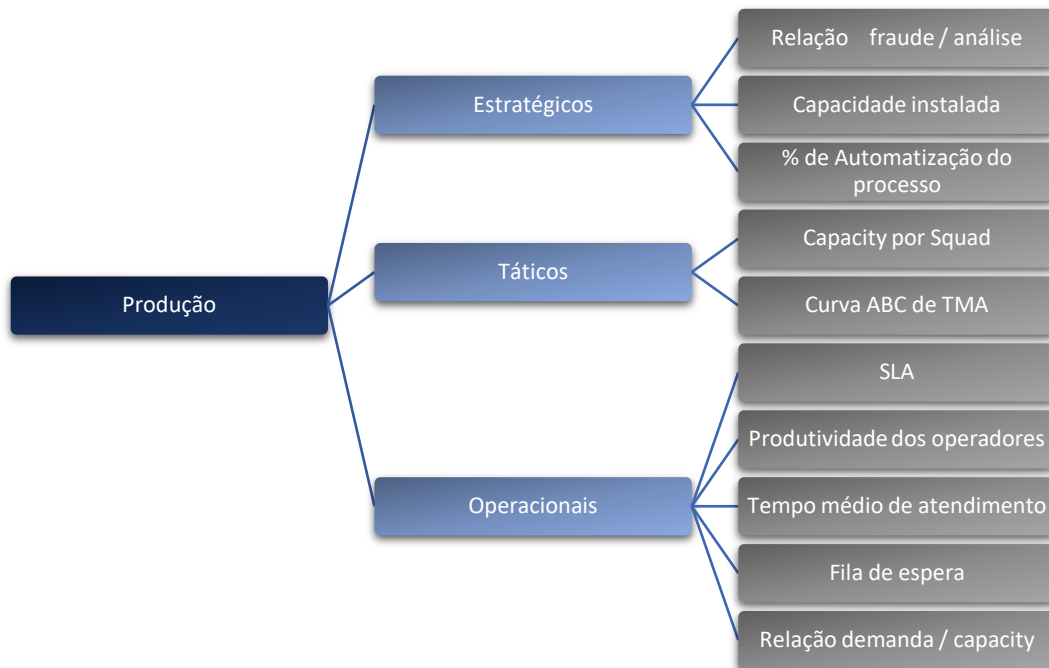 Produção
Estratégicos
Relação fraude / análise
Capacidade instalada
% de Automatização do
processo
Táticos
Capacity por Squad
Curva ABC de TMA
Operacionais
SLA
Produtividade dos operadores
Tempo médio de atendimento
Fila de espera
Relação demanda / capacity